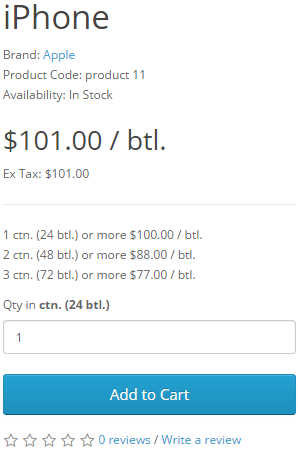 iPhone
Brand: Apple
Product Code: product 11
Availability: In Stock
$101.00 / btl.
Ex Tax: $101.00
1 ctn. (24 btl.) or more $100.00 / btl.
2 ctn. (48 btl.) or more $88.00 / btl.
3 ctn. (72 btl.) or more $77.00 / btl.
Qty in ctn. (24 btl.)
1
Add to Cart
0 reviews / Write a review